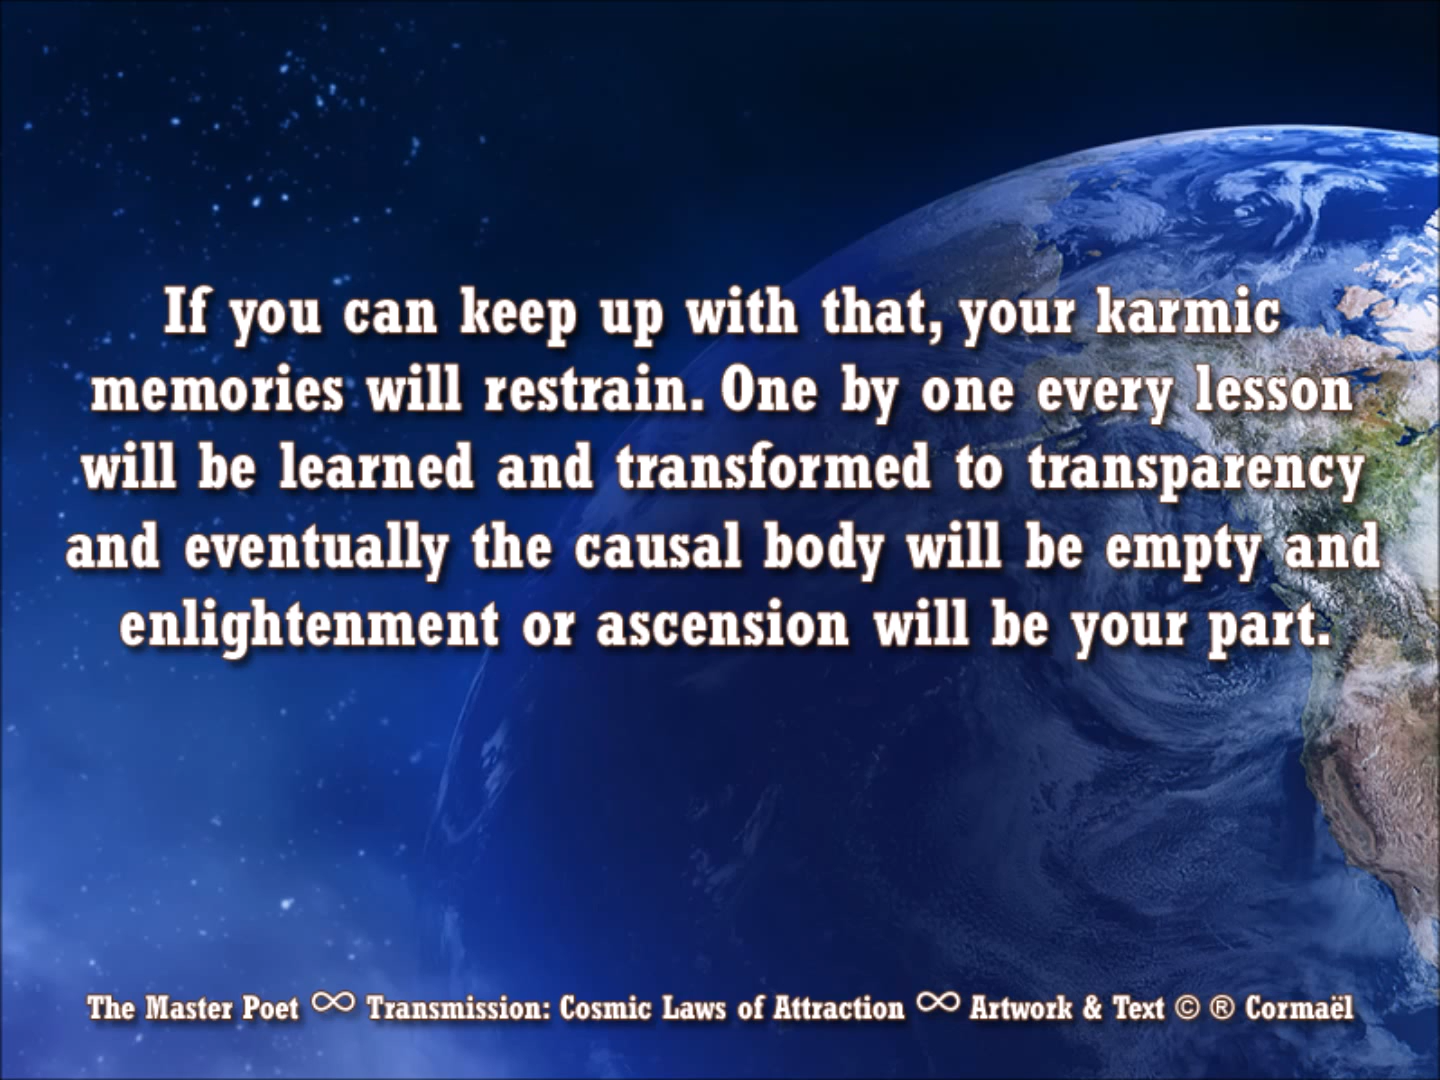 If you can keep up with that, your karmic
memories will restrain. One by one every lesson
will be learned and transformed to transparency
and eventually the causal body will be empty and
enlightenment or ascension will be your part.
The Master Poet ∞ Transmission: Cosmic Laws of Attraction ∞ Artwork & Text © ® Cormaël